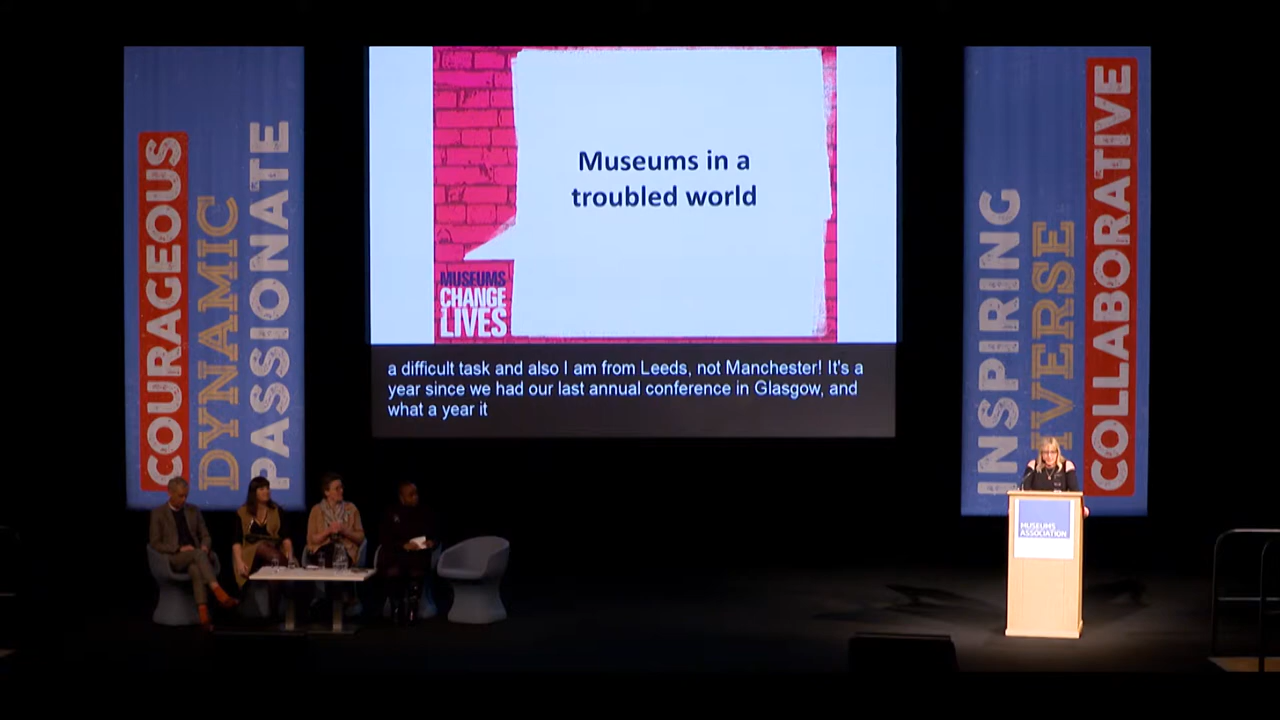 COURAGEOUS
DYNAMIC
PASSIONATE
Museums in a
troubled world
MUSEUMS
CHANGE
LIVES
a difficult task and also I am from Leeds, not Manchester! It's a
year since we had our last annual conference in Glasgow, and
what a year it
INSPIRING
IVERSE
COLLABORATIVE
MUSEUMS
ASSOCIATION